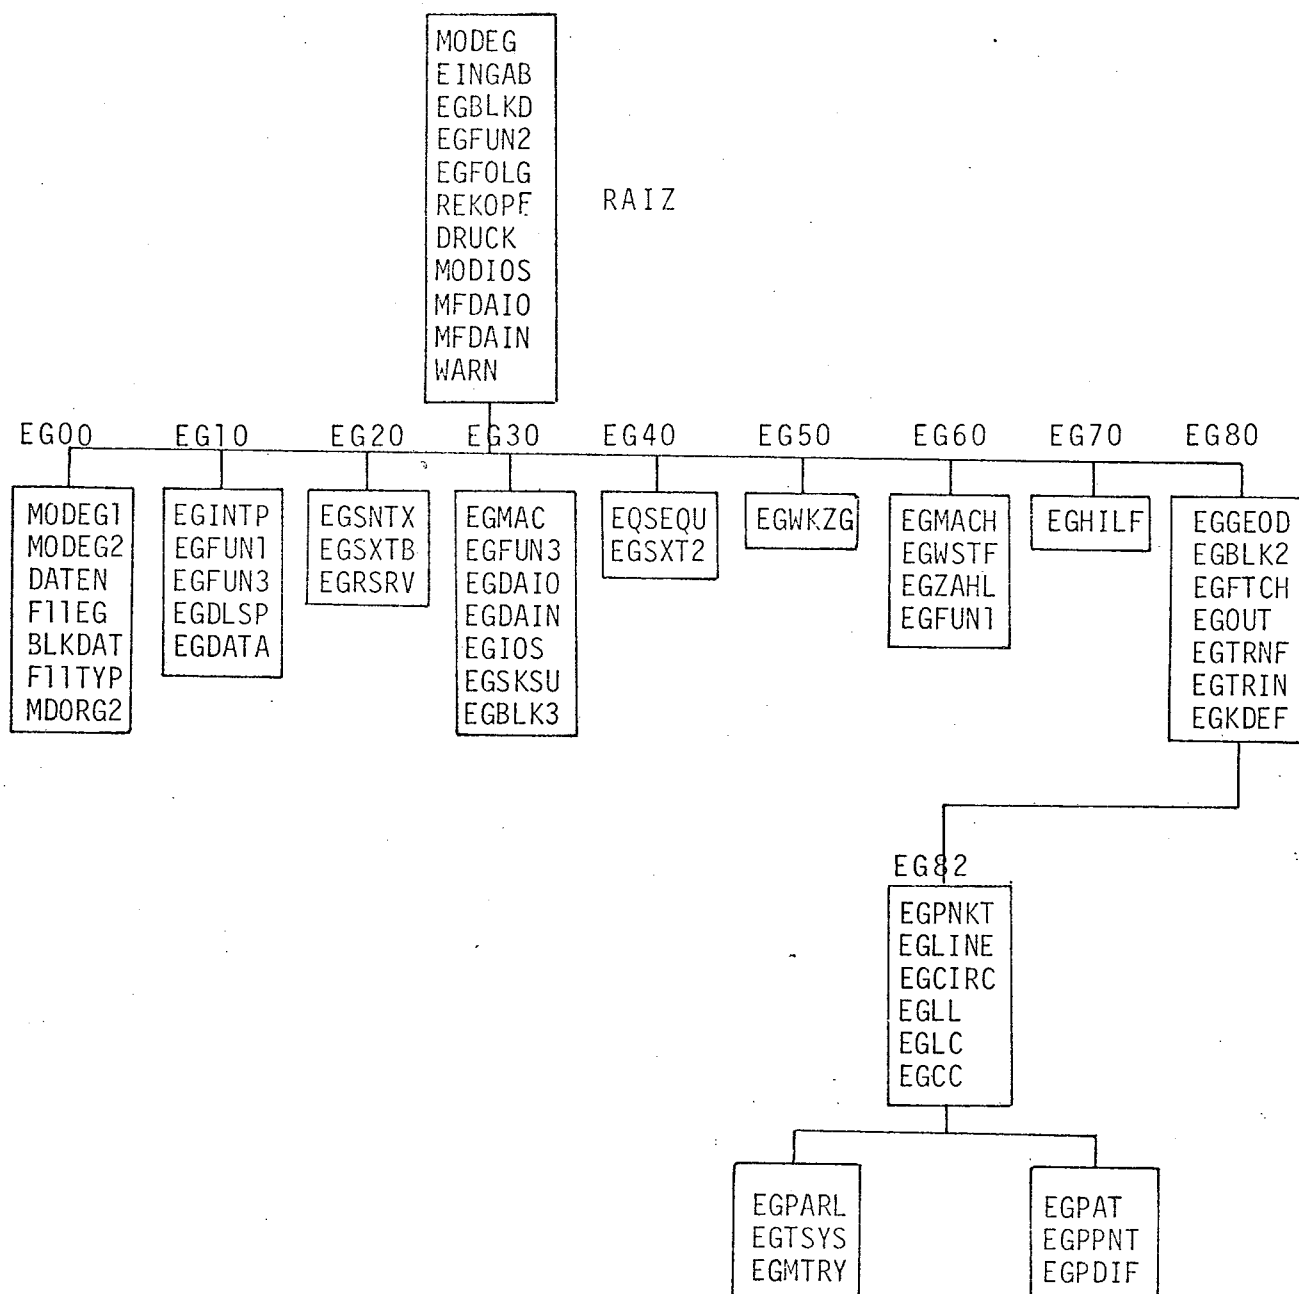 MODEG
EINGAB
EGBLKD
EGFUN2
EGFOLG
REKOPF
DRUCK
MODIOS
MFDAIO
MFDAIN
WARN
RAIZ
EG00 EG10 EG20 EG30 EG40 EG50 EG60 EG70 EG80
MODEG1
MODEG2
DATEN
F11EG
BLKDAT
F11TYP
MDORG2
EGINTP
EGFUN1
EGFUN3
EGDLSP
EGDATA
EGSNTX
EGSXTB
EGRSRV
EGMAC
EGFUN3
EGDAIO
EGDAIN
EGIOS
EGSKSU
EGBLK3
EQSEQU
EGSXT2
EGWKZG
EGMACH
EGWSTF
EGZAHL
EGFUN1
EGHILF
EGGEOD
EGBLK2
EGFTCH
EGOUT
EGTRNF
EGTRIN
EGKDEF
EG82
EGPNKT
EGLINE
EGCIRC
EGLL
EGLC
EGCC
EGPARL
EGTSYS
EGMTRY
EGPAT
EGPPNT
EGPDIF